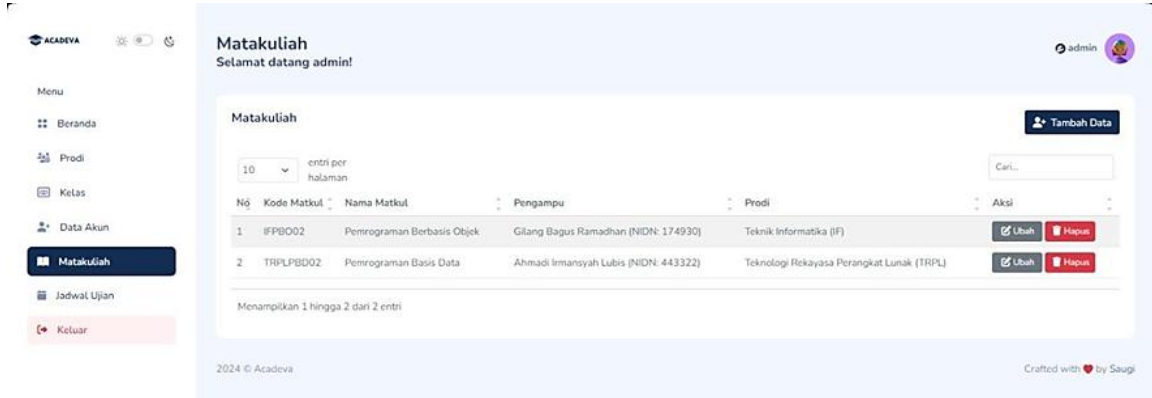 ACADEVA
Matakuliah
Selamat datang admin!
admin
Menu
Beranda
Prodi
Kelas
Data Akun
Matakuliah
Jadwal Ujian
Keluar
Matakuliah
Tambah Data
10 entri per
halaman
Cari...
No Kode Matkul Nama Matkul Pengampu Prodi Aksi
1 IFPBO02 Pemrograman Berbasis Objek Gilang Bagus Ramadhan (NIDN: 174930) Teknik Informatika (IF) Ubah Hapus
2 TRPLPBD02 Pemrograman Basis Data Ahmadi Irmansyah Lubis (NIDN: 443322) Teknologi Rekayasa Perangkat Lunak (TRPL) Ubah Hapus
Menampilkan 1 hingga 2 dari 2 entri
2024 © Acadeva
Crafted with ❤ by Saugi